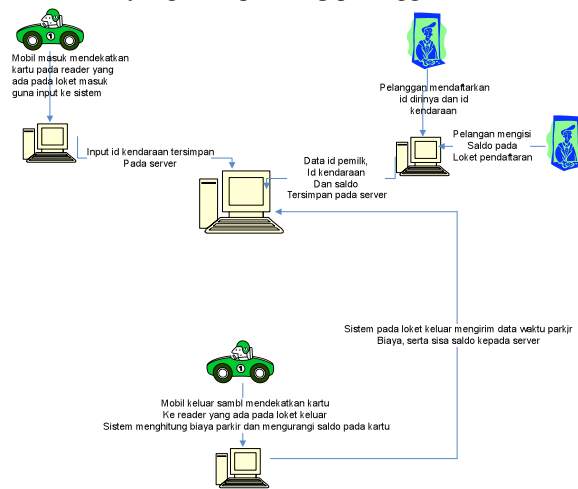 Mobil masuk mendekatkan
kartu pada reader yang
ada pada loket masuk
guna input ke sistem
Pelanggan mendaftarkan
id dirinya dan id
kendaraan
Pelangan mengisi
Saldo pada
Loket pendaftaran
Input id kendaraan tersimpan
Pada server
Data id pemilk,
Id kendaraan
Dan saldo
Tersimpan pada server
Sistem pada loket keluar mengirim data waktu parkir
Biaya, serta sisa saldo kepada server
Mobil keluar sambl mendekatkan kartu
Ke reader yang ada pada loket keluar
Sistem menghitung biaya parkir dan mengurangi saldo pada kartu